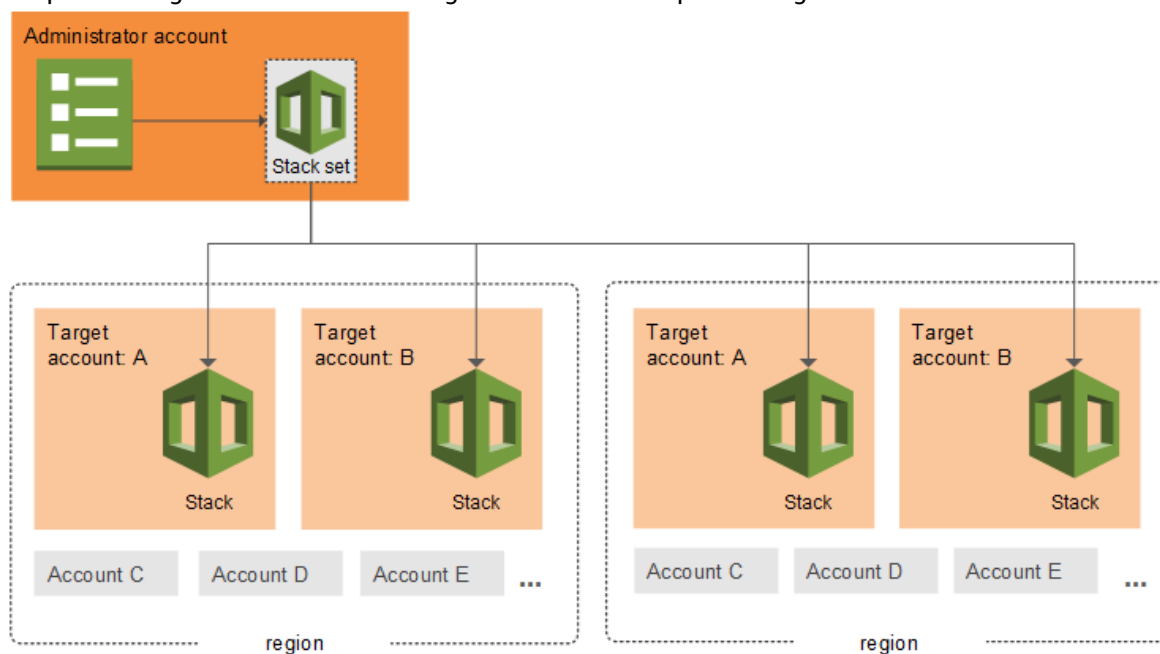 Administrator account
Stack set
Target
account: A
Stack
Target
account: B
Stack
Account C
Account D
Account E
...
region
Target
account: A
Stack
Target
account: B
Stack
Account C
Account D
Account E
...
region